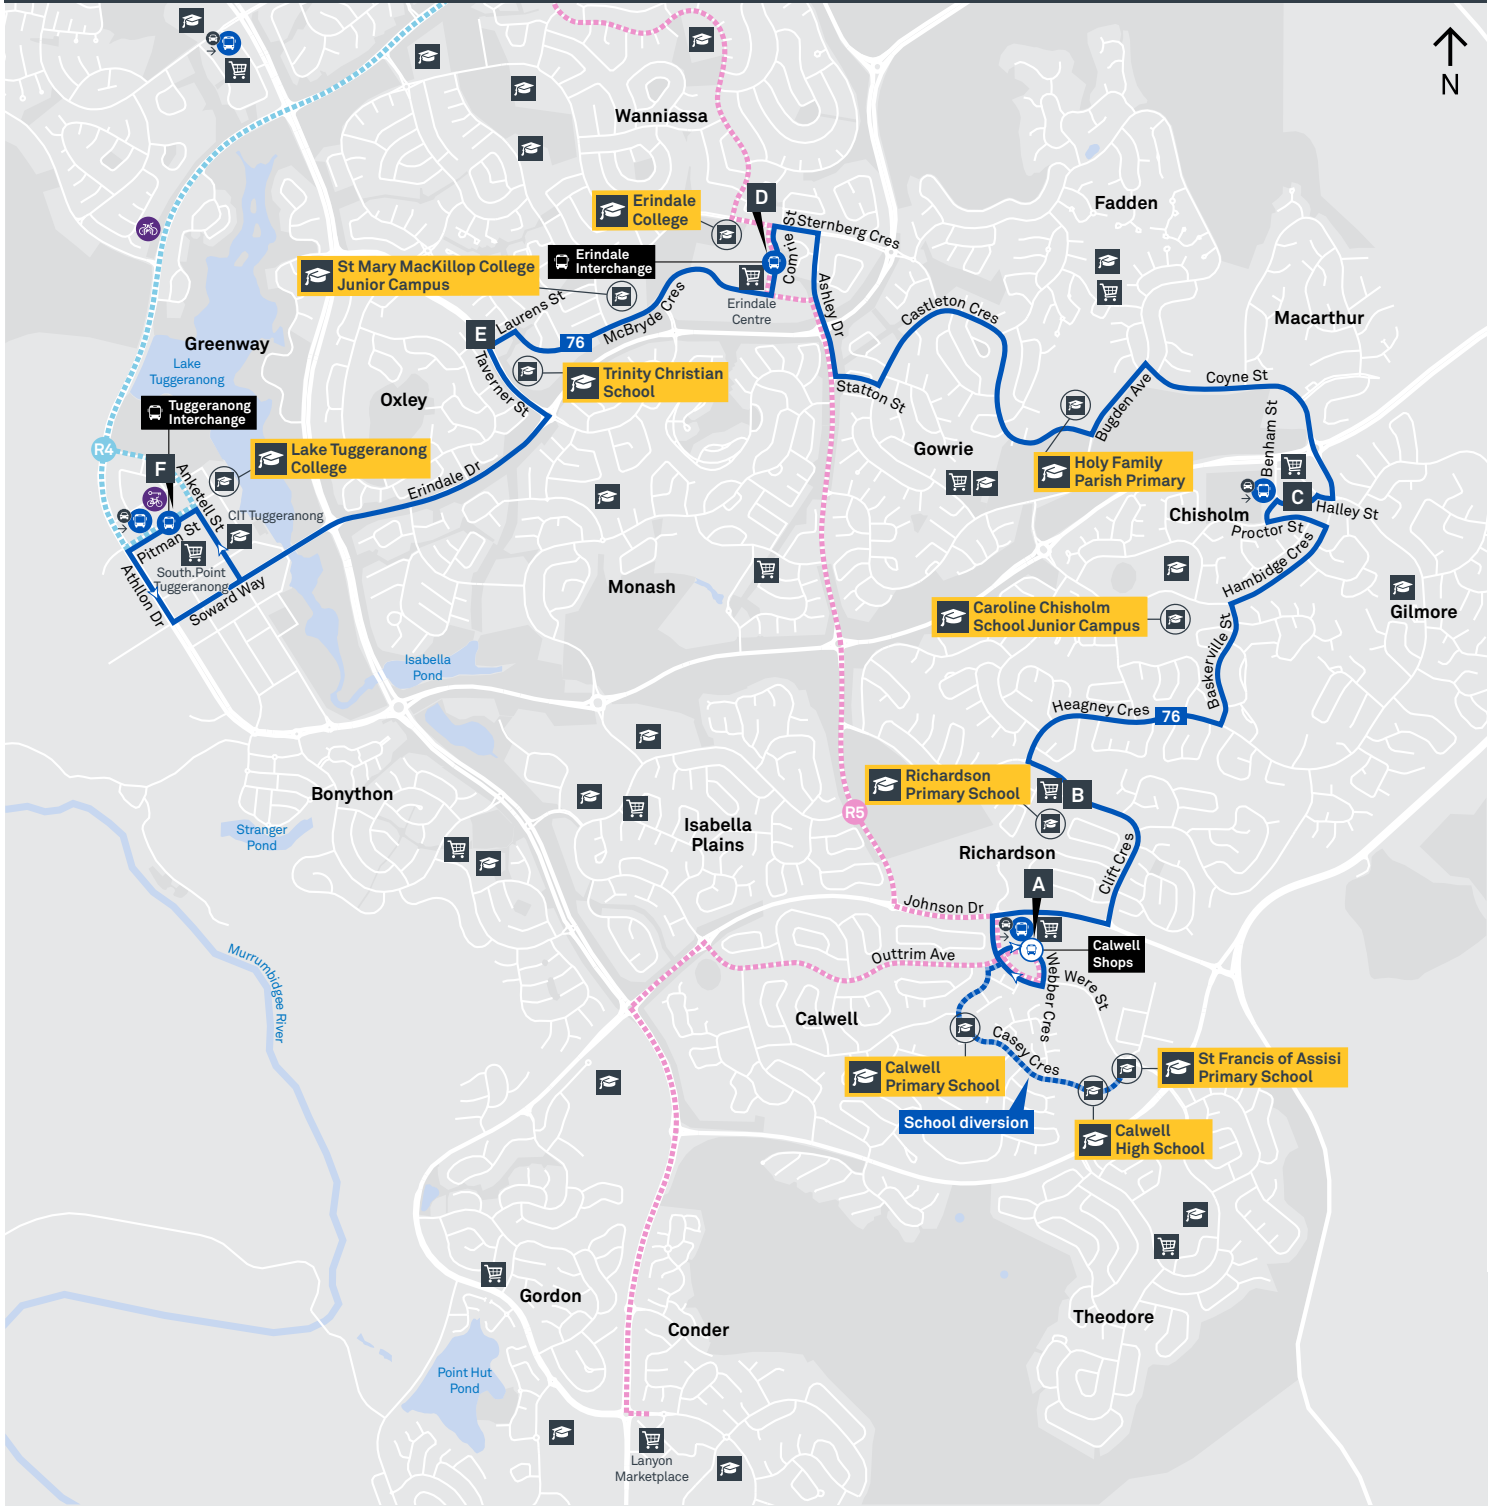 N
Wanniassa
Fadden
D
Erindale
College
Comrie St
Sternberg Cres
Erindale
Interchange
St Mary MacKillop College
Junior Campus
Erindale
Centre
Ashley Dr
Castleton Cres
Macarthur
E
Laurens St
76
McBryde Cres
Greenway
Lake
Tuggeranong
Trinity Christian
School
Taverner St
Statton St
Coyne St
Bugden Ave
Oxley
Tuggeranong
Interchange
R4
F
Anketell St
Lake Tuggeranong
College
Erindale Dr
Gowrie
Holy Family
Parish Primary
Benham St
C
Halley St
Chisholm
Proctor St
CIT Tuggeranong
Pitman St
South.Point
Tuggeranong
Athllon Dr
Soward Way
Hambidge Cres
Monash
Gilmore
Caroline Chisholm
School Junior Campus
Baskerville St
Isabella
Pond
Heagney Cres
76
Richardson
Primary School
B
Bonython
R5
Isabella
Plains
Stranger
Pond
Richardson
Clift Cres
A
Johnson Dr
Calwell
Shops
Outtrim Ave
Webber Cres
Were St
Murrumbidgee River
Calwell
Casey Cres
Calwell
Primary School
St Francis of Assisi
Primary School
School diversion
Calwell
High School
Gordon
Conder
Theodore
Point Hut
Pond
Lanyon
Marketplace